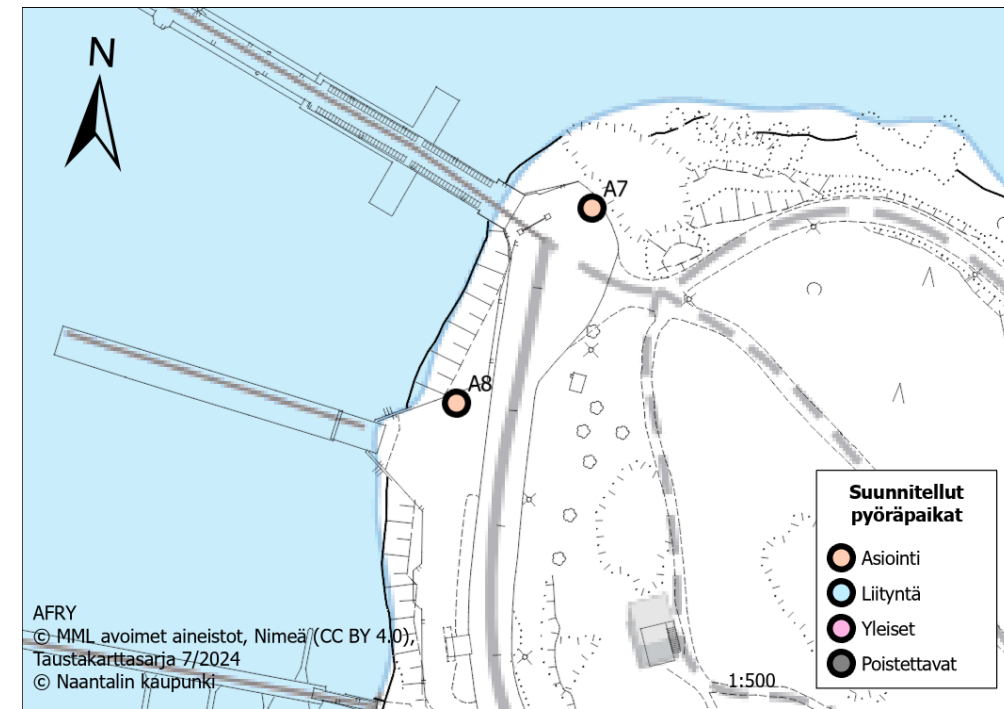 N
A7
A8
Suunnitellut
pyöräpaikat
Asiointi
Liityntä
Yleiset
Poistettavat
AFRY
© MML avoimet aineistot, Nimeä (CC BY 4.0),
Taustakarttasarja 7/2024
© Naantalin kaupunki
1:500